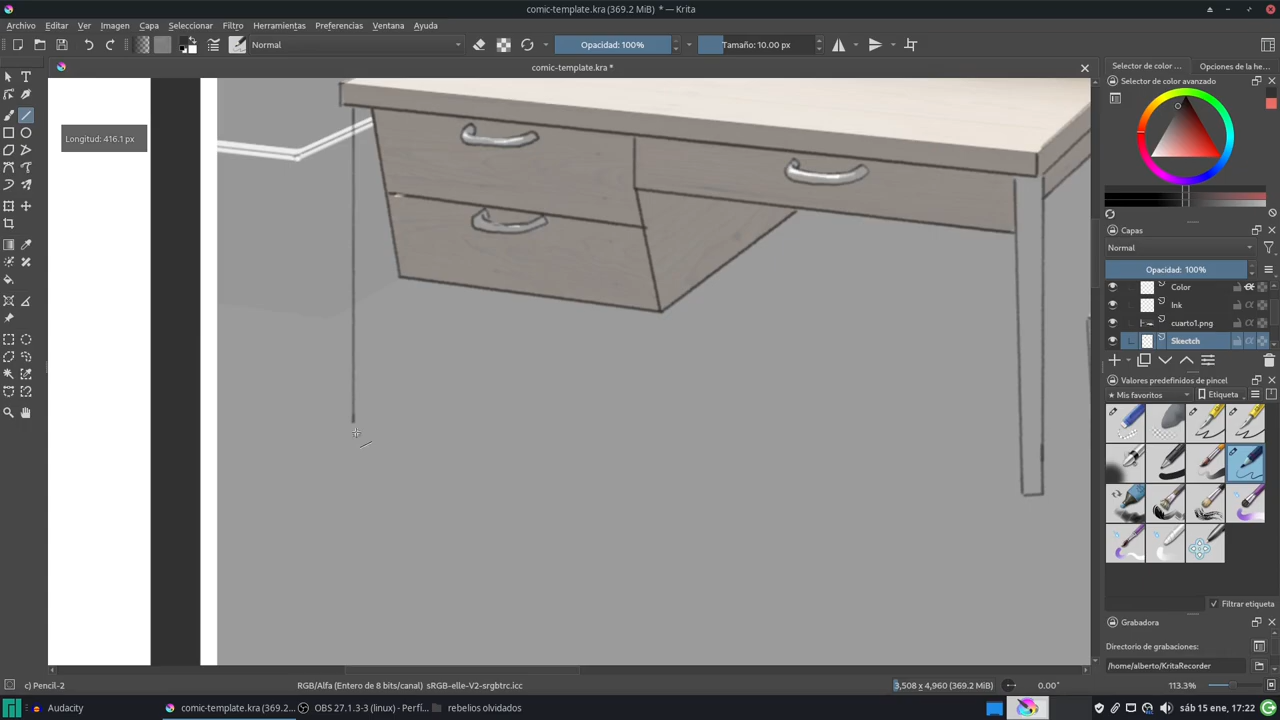 comic-template.kra (369.2 MiB) * — Krita
Archivo Editar Ver Imagen Capa Seleccionar Filtro Herramientas Preferencias Ventana Ayuda
Normal
Opacidad: 100%
Tamaño: 10.00 px
comic-template.kra *
Selector de color ...
Opciones de la he...
Selector de color avanzado
Longitud: 416.1 px
Capas
Normal
Opacidad: 100%
Color
Ink
cuarto1.png
Skectch
Valores predefinidos de pincel
★ Mis favoritos
Etiqueta
Filtrar etiqueta
Grabadora
Directorio de grabaciones:
/home/alberto/KritaRecorder
c) Pencil-2
RGB/Alfa (Entero de 8 bits/canal) sRGB-elle-V2-srgbtrc.icc
3,508 x 4,960 (369.2 MiB)
0.00°
113.3%
Audacity
comic-template.kra (369.2...
OBS 27.1.3-3 (linux) - Perfi...
rebelios olvidados
sáb 15 ene, 17:22